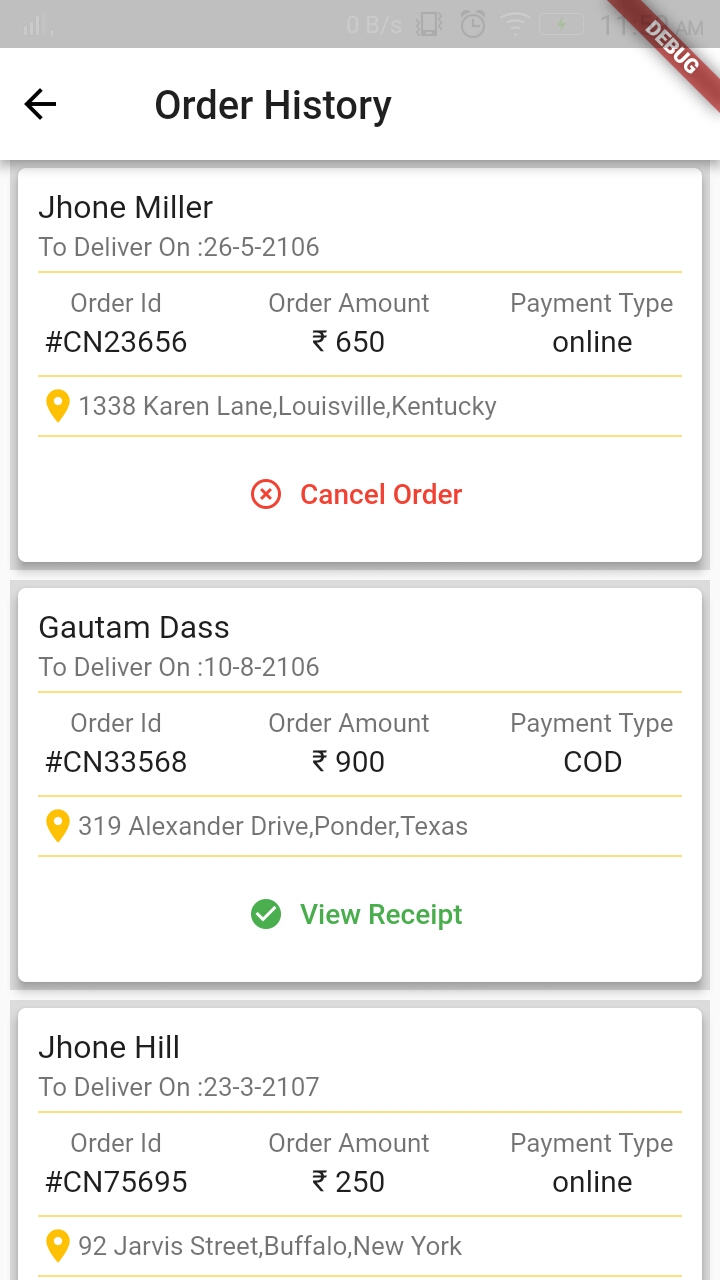 0 B/s
AM
DEBUG
Order History
Jhone Miller
To Deliver On :26-5-2106
Order Id Order Amount Payment Type
#CN23656 ₹ 650 online
1338 Karen Lane,Louisville,Kentucky
Cancel Order
Gautam Dass
To Deliver On :10-8-2106
Order Id Order Amount Payment Type
#CN33568 ₹ 900 COD
319 Alexander Drive,Ponder,Texas
View Receipt
Jhone Hill
To Deliver On :23-3-2107
Order Id Order Amount Payment Type
#CN75695 ₹ 250 online
92 Jarvis Street,Buffalo,New York